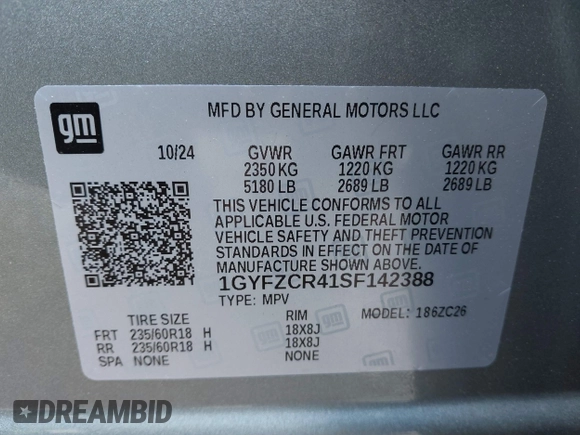 gm
MFD BY GENERAL MOTORS LLC
10/24 GVWR GAWR FRT GAWR RR
2350 KG 1220 KG 1220 KG
5180 LB 2689 LB 2689 LB
THIS VEHICLE CONFORMS TO ALL
APPLICABLE U.S. FEDERAL MOTOR
VEHICLE SAFETY AND THEFT PREVENTION
STANDARDS IN EFFECT ON THE DATE OF
MANUFACTURE SHOWN ABOVE.
1GYFZCR41SF142388
TYPE: MPV MODEL: 186ZC26
TIRE SIZE RIM
FRT 235/60R18 H 18X8J
RR 235/60R18 H 18X8J
SPA NONE NONE
DREAMBID